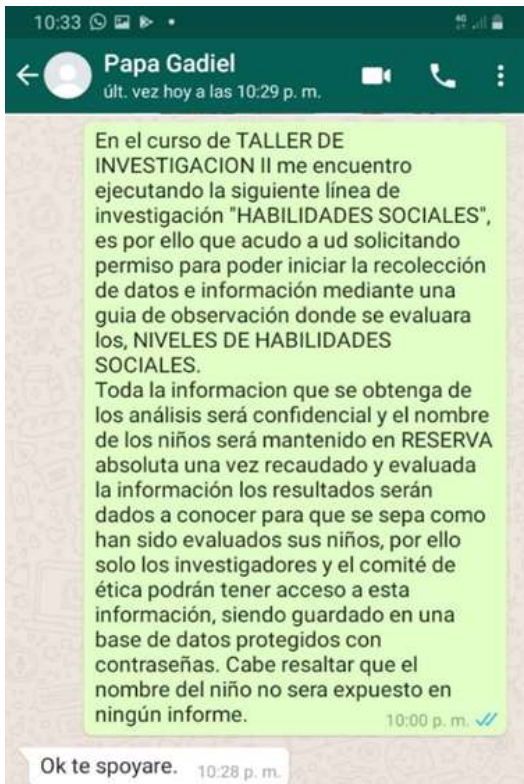 10:33
4G
Papa Gadiel
últ. vez hoy a las 10:29 p. m.
En el curso de TALLER DE
INVESTIGACION II me encuentro
ejecutando la siguiente línea de
investigación "HABILIDADES SOCIALES",
es por ello que acudo a ud solicitando
permiso para poder iniciar la recolección
de datos e información mediante una
guia de observación donde se evaluara
los, NIVELES DE HABILIDADES
SOCIALES.
Toda la informacion que se obtenga de
los análisis será confidencial y el nombre
de los niños será mantenido en RESERVA
absoluta una vez recaudado y evaluada
la información los resultados serán
dados a conocer para que se sepa como
han sido evaluados sus niños, por ello
solo los investigadores y el comité de
ética podrán tener acceso a esta
información, siendo guardado en una
base de datos protegidos con
contraseñas. Cabe resaltar que el
nombre del niño no sera expuesto en
ningún informe.
10:00 p. m.
Ok te spoyare. 10:28 p. m.